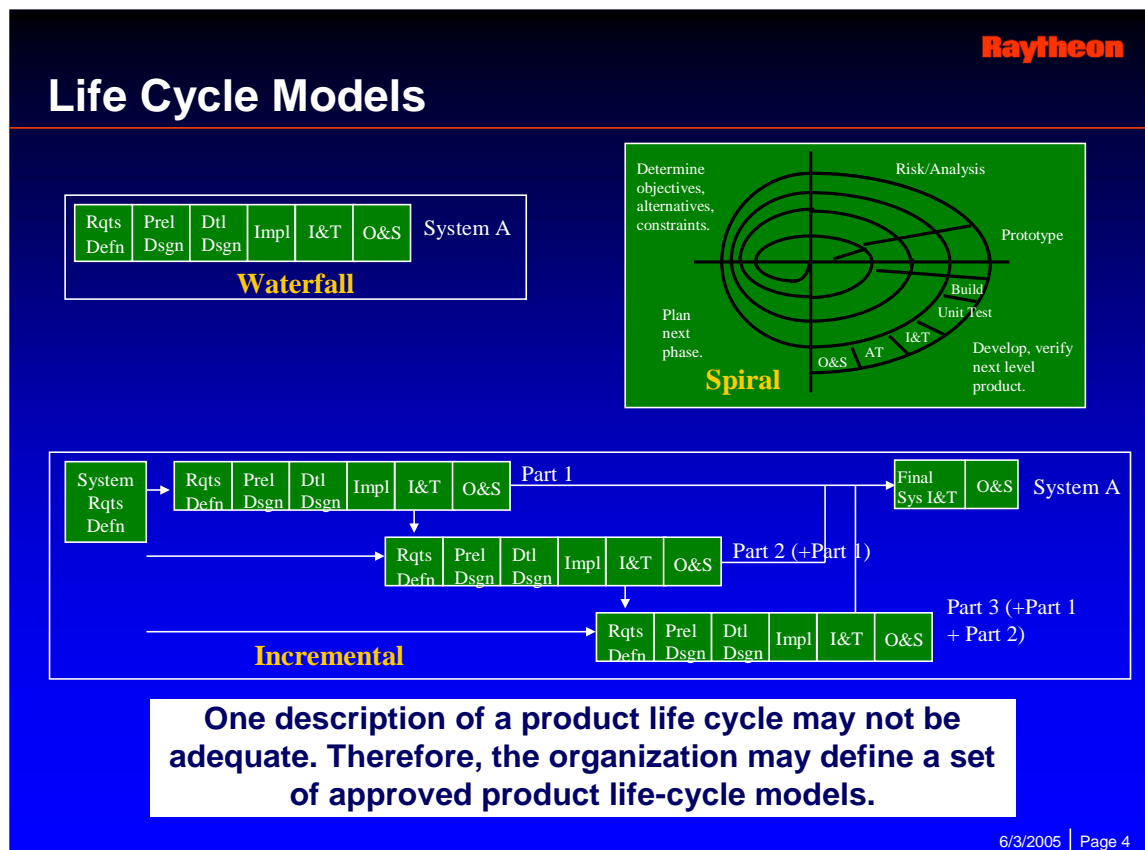 Raytheon
Life Cycle Models
Rqts
Defn
Prel
Dsgn
Dtl
Dsgn
Impl
I&T
O&S
System A
Waterfall
Determine
objectives,
alternatives,
constraints.
Risk/Analysis
Prototype
Build
Unit Test
I&T
AT
O&S
Plan
next
phase.
Develop, verify
next level
product.
Spiral
System
Rqts
Defn
Rqts
Defn
Prel
Dsgn
Dtl
Dsgn
Impl
I&T
O&S
Part 1
Final
Sys I&T
O&S
System A
Rqts
Defn
Prel
Dsgn
Dtl
Dsgn
Impl
I&T
O&S
Part 2 (+Part 1)
Rqts
Defn
Prel
Dsgn
Dtl
Dsgn
Impl
I&T
O&S
Part 3 (+Part 1
+ Part 2)
Incremental
One description of a product life cycle may not be
adequate. Therefore, the organization may define a set
of approved product life-cycle models.
6/3/2005 | Page 4